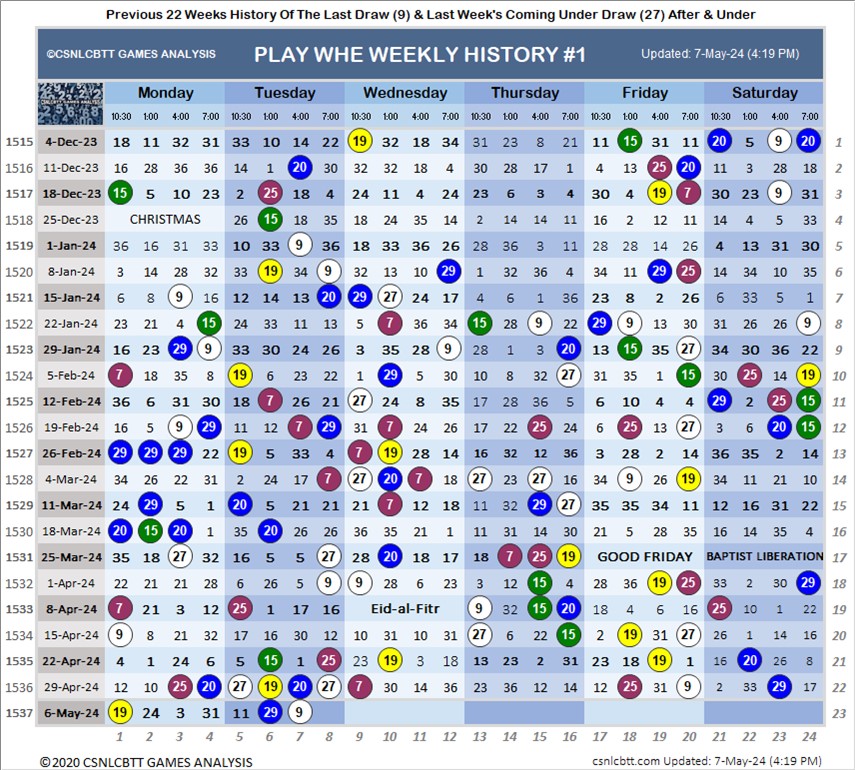 Previous 22 Weeks History Of The Last Draw (9) & Last Week's Coming Under Draw (27) After & Under
©CSNLCBTT GAMES ANALYSIS PLAY WHE WEEKLY HISTORY #1 Updated: 7-May-24 (4:19 PM)
Monday Tuesday Wednesday Thursday Friday Saturday
CSNLCBTT GAMES ANALYSIS 10:30 1:00 4:00 7:00 10:30 1:00 4:00 7:00 10:30 1:00 4:00 7:00 10:30 1:00 4:00 7:00 10:30 1:00 4:00 7:00 10:30 1:00 4:00 7:00
1515 4-Dec-23 18 11 32 31 33 10 14 22 19 32 18 34 31 23 8 21 11 15 31 11 20 5 9 20 1
1516 11-Dec-23 16 28 36 36 14 1 20 30 32 32 18 4 30 28 17 1 4 13 25 20 11 3 28 18 2
1517 18-Dec-23 15 5 10 23 2 25 18 4 24 11 4 24 23 6 3 4 30 4 19 7 30 23 9 31 3
1518 25-Dec-23 CHRISTMAS 26 15 18 35 18 24 35 14 2 14 14 11 16 2 12 11 14 4 5 33 4
1519 1-Jan-24 36 16 31 33 10 33 9 36 18 33 36 26 28 36 3 11 28 28 14 26 4 13 31 30 5
1520 8-Jan-24 3 14 28 32 33 19 34 9 32 13 10 29 1 32 36 4 34 11 29 25 14 34 10 35 6
1521 15-Jan-24 6 8 9 16 12 14 13 20 29 27 24 17 4 6 1 36 23 8 2 26 6 33 5 1 7
1522 22-Jan-24 23 21 4 15 24 33 11 13 5 7 36 34 15 28 9 22 29 9 13 30 31 26 26 9 8
1523 29-Jan-24 16 23 29 9 33 30 24 26 3 35 28 9 28 1 3 20 13 15 35 27 34 30 36 22 9
1524 5-Feb-24 7 18 3 8 19 6 23 22 1 29 5 30 10 8 32 27 31 35 1 15 30 25 14 19 10
1525 12-Feb-24 36 6 31 30 18 7 26 21 27 24 8 35 17 28 36 5 6 10 4 4 29 2 25 15 11
1526 19-Feb-24 16 5 9 29 11 12 7 29 31 7 24 14 17 22 25 24 6 25 13 27 3 6 20 15 12
1527 26-Feb-24 29 29 29 22 19 5 33 4 7 19 28 14 16 32 12 36 3 28 2 14 36 35 2 14 13
1528 4-Mar-24 34 26 22 31 2 24 17 7 27 20 7 24 27 14 27 16 34 9 26 19 34 11 21 10 14
1529 11-Mar-24 24 29 5 1 20 5 21 21 21 7 12 18 11 32 29 27 35 35 34 11 12 16 31 22 15
1530 18-Mar-24 20 15 20 4 35 20 26 26 36 35 21 1 11 31 14 30 21 5 28 35 16 14 35 4 16
1531 25-Mar-24 35 18 27 32 16 5 5 27 28 20 18 17 18 7 25 19 GOOD FRIDAY BAPTIST LIBERATION 17
1532 1-Apr-24 22 21 21 28 6 26 5 9 9 28 6 23 3 12 15 4 28 36 19 25 33 2 30 29 18
1533 8-Apr-24 7 21 3 12 25 1 17 16 Eid-al-Fitr 9 32 15 20 18 4 6 16 25 10 1 22 19
1534 15-Apr-24 9 8 21 32 17 16 30 12 10 31 10 31 27 6 22 15 2 19 31 27 26 1 14 16 20
1535 22-Apr-24 4 1 24 6 5 15 1 25 21 19 3 18 13 23 2 31 23 18 19 1 22 20 26 8 21
1536 29-Apr-24 12 10 25 20 27 19 20 27 7 30 14 36 23 36 12 14 12 25 31 9 2 33 29 17 22
1537 6-May-24 19 24 3 31 11 29 9 23
1 2 3 4 5 6 7 8 9 10 11 12 13 14 15 16 17 18 19 20 21 22 23 24
©2020 CSNLCBTT GAMES ANALYSIS csnlcbtt.com Updated: 7-May-24 (4:19 PM)